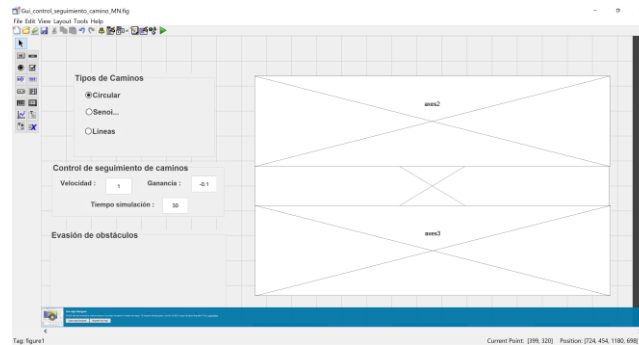 Gui_control_seguimiento_camino_MN.fig
File Edit View Layout Tools Help
Tipos de Caminos
Circular
Senoi...
Lineas
axes2
Control de seguimiento de caminos
Velocidad : 1 Ganancia : -0.1
Tiempo simulación : 30
Evasión de obstáculos
axes3
Tag: figure1
Current Point: [399, 320] Position: [724, 454, 1180, 698]